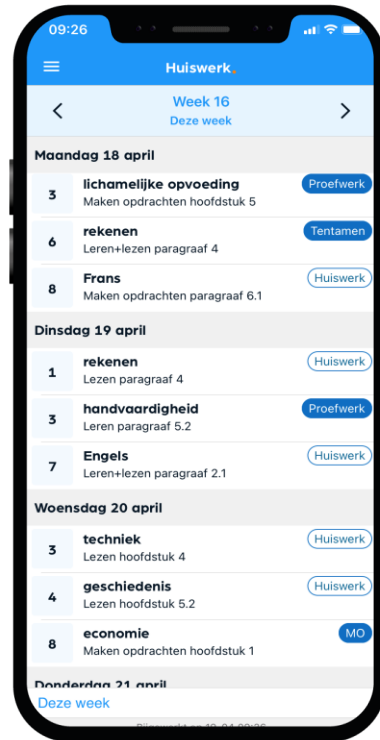 09:26
Huiswerk.
Week 16
Deze week
Maandag 18 april
3 lichamelijke opvoeding Proefwerk
Maken opdrachten hoofdstuk 5
6 rekenen Tentamen
Leren+lezen paragraaf 4
8 Frans Huiswerk
Maken opdrachten paragraaf 6.1
Dinsdag 19 april
1 rekenen Huiswerk
Lezen paragraaf 4
3 handvaardigheid Proefwerk
Leren paragraaf 5.2
7 Engels Huiswerk
Leren+lezen paragraaf 2.1
Woensdag 20 april
3 techniek Huiswerk
Lezen hoofdstuk 4
4 geschiedenis Huiswerk
Lezen hoofdstuk 5.2
8 economie MO
Maken opdrachten hoofdstuk 1
Donderdag 21 april
Deze week